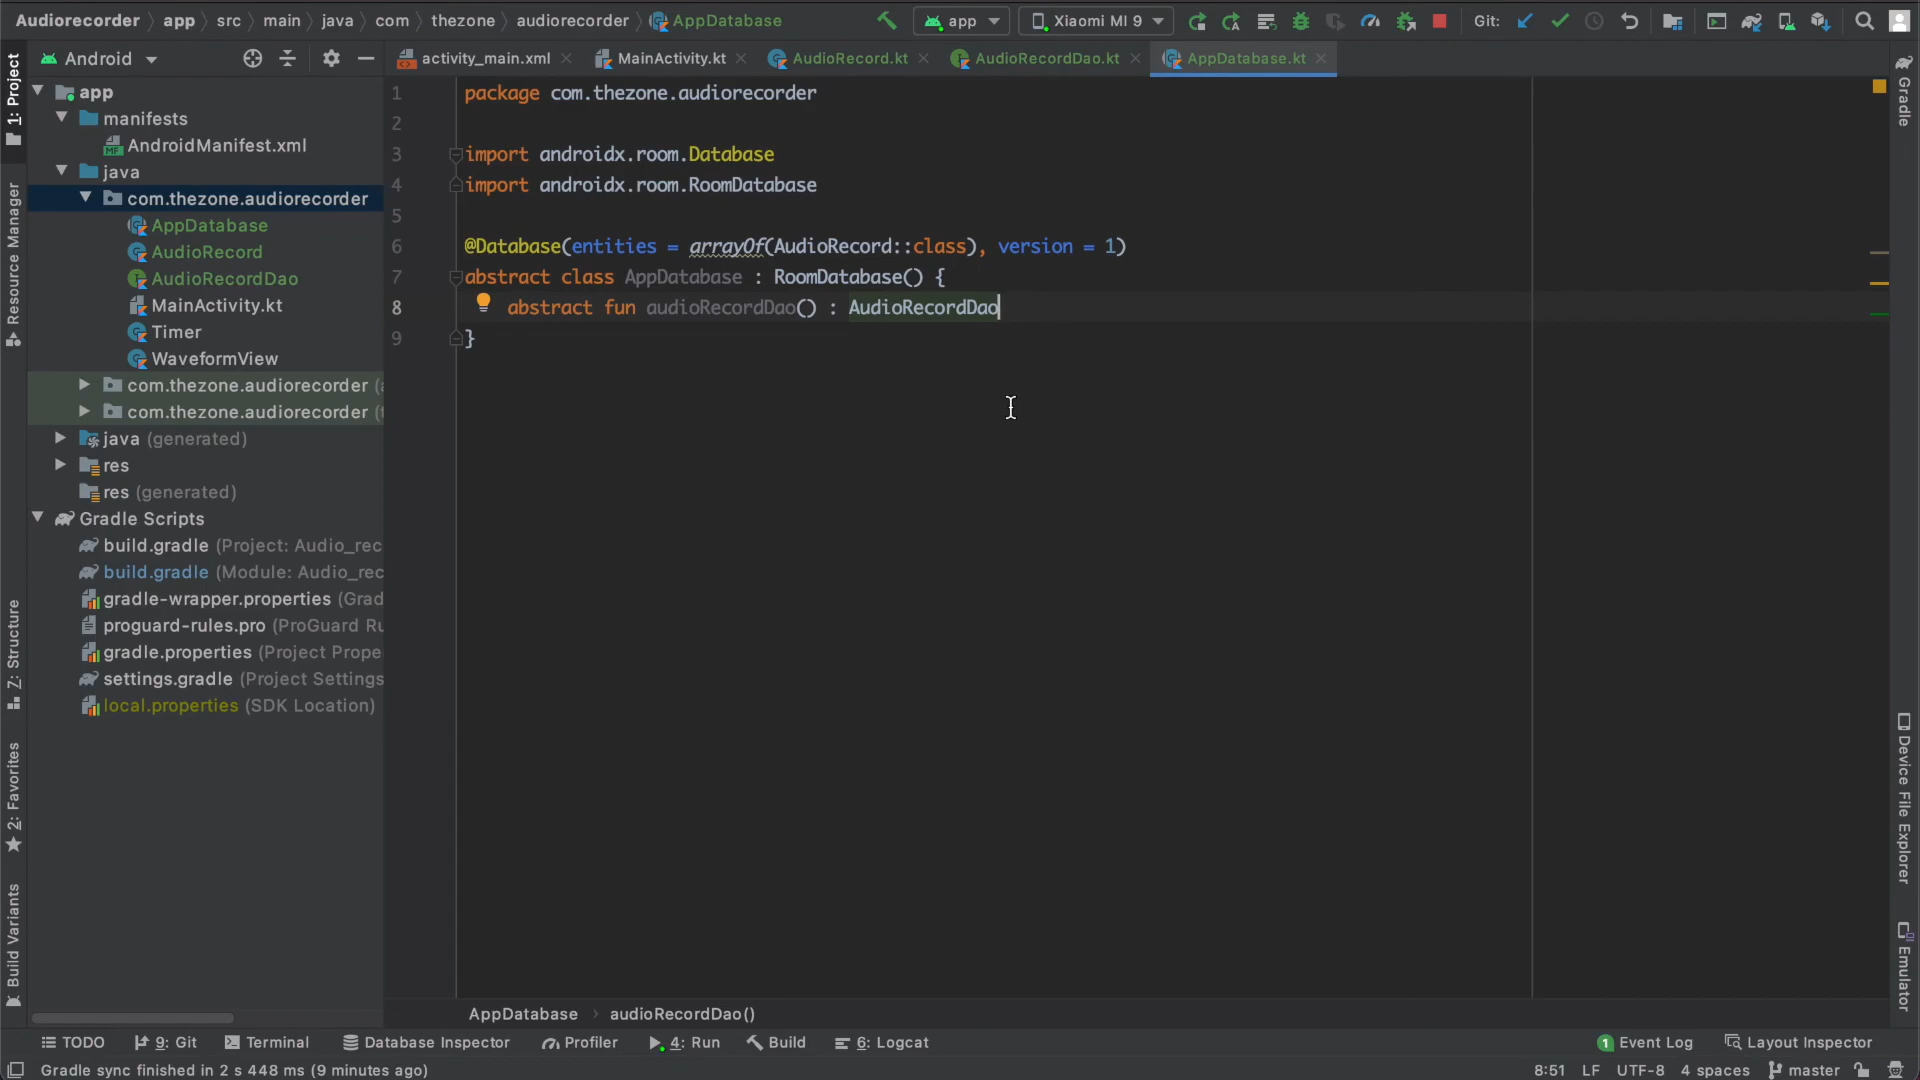 Audiorecorder › app › src › main › java › com › thezone › audiorecorder › AppDatabase
app
Xiaomi MI 9
Git:
Android
activity_main.xml
MainActivity.kt
AudioRecord.kt
AudioRecordDao.kt
AppDatabase.kt
1: Project
Resource Manager
Z: Structure
2: Favorites
Build Variants
app
manifests
AndroidManifest.xml
java
com.thezone.audiorecorder
AppDatabase
AudioRecord
AudioRecordDao
MainActivity.kt
Timer
WaveformView
com.thezone.audiorecorder (a
com.thezone.audiorecorder (t
java (generated)
res
res (generated)
Gradle Scripts
build.gradle (Project: Audio_rec
build.gradle (Module: Audio_rec
gradle-wrapper.properties (Grad
proguard-rules.pro (ProGuard Ru
gradle.properties (Project Prope
settings.gradle (Project Settings
local.properties (SDK Location)
1 package com.thezone.audiorecorder
2
3 import androidx.room.Database
4 import androidx.room.RoomDatabase
5
6 @Database(entities = arrayOf(AudioRecord::class), version = 1)
7 abstract class AppDatabase : RoomDatabase() {
8 abstract fun audioRecordDao() : AudioRecordDao
9 }
Gradle
Device File Explorer
Emulator
AppDatabase › audioRecordDao()
TODO
9: Git
Terminal
Database Inspector
Profiler
4: Run
Build
6: Logcat
1 Event Log
Layout Inspector
Gradle sync finished in 2 s 448 ms (9 minutes ago)
8:51 LF UTF-8 4 spaces master